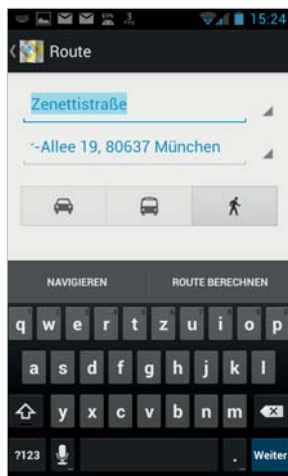 15:24
Route
Zenettistraße
-Allee 19, 80637 München
NAVIGIEREN ROUTE BERECHNEN
q w e r t z u i o p
a s d f g h j k l
y x c v b n m
?123 . Weiter